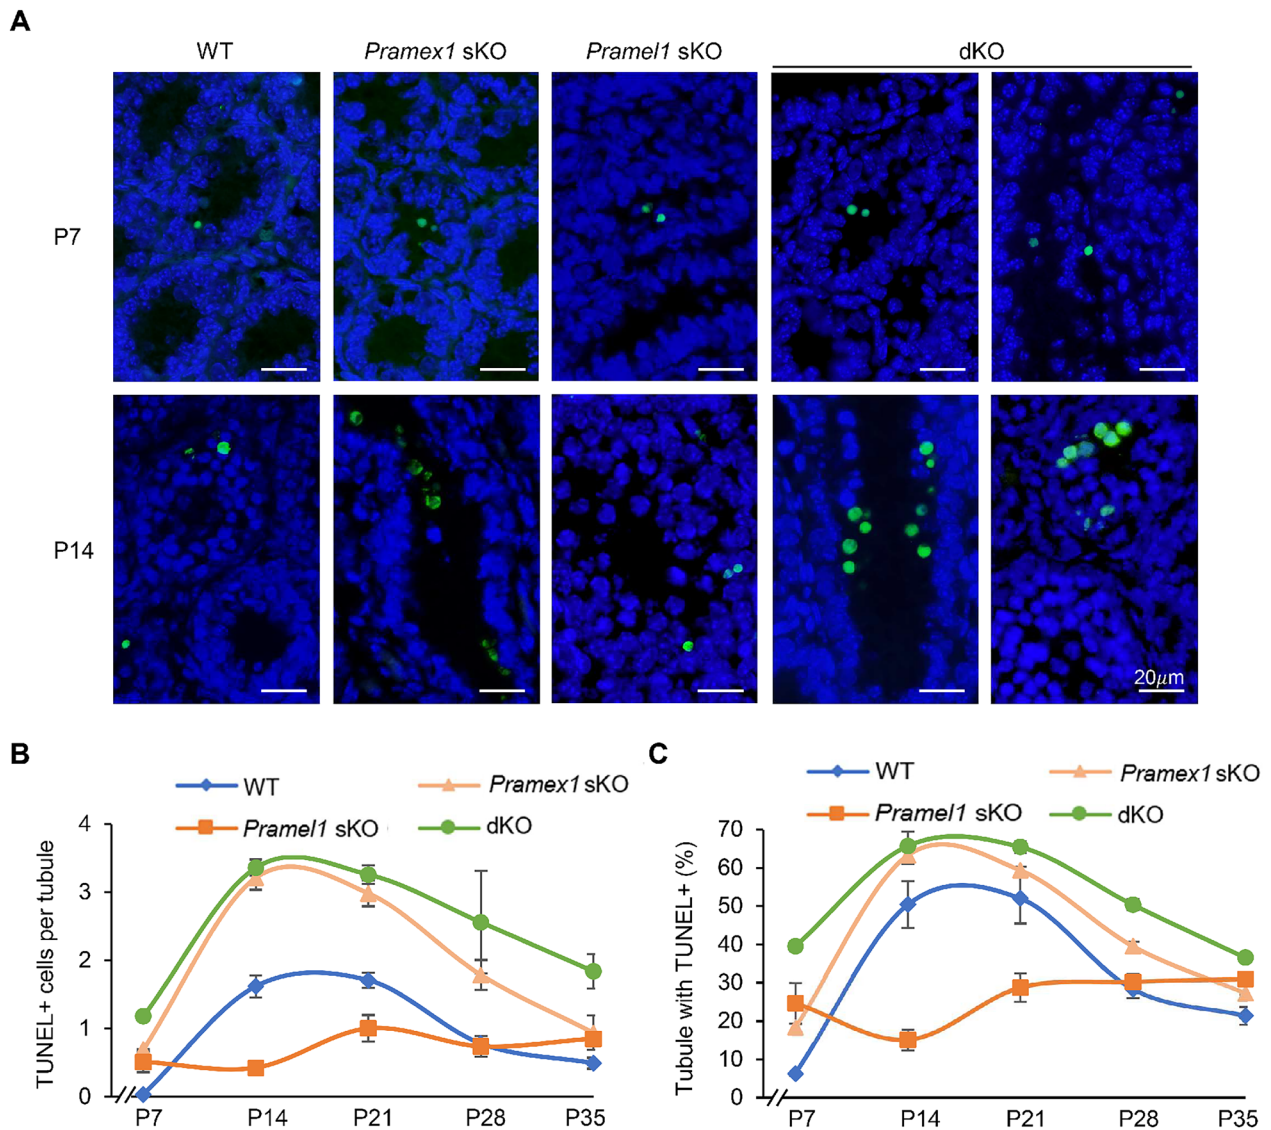 A
WT
Pramex1 sKO
Pramel1 sKO
dKO
P7
P14
20μm
B
WT
Pramex1 sKO
Pramel1 sKO
dKO
TUNEL+ cells per tubule
4
3
2
1
0
P7
P14
P21
P28
P35
C
WT
Pramex1 sKO
Pramel1 sKO
dKO
Tubule with TUNEL+ (%)
70
60
50
40
30
20
10
0
P7
P14
P21
P28
P35